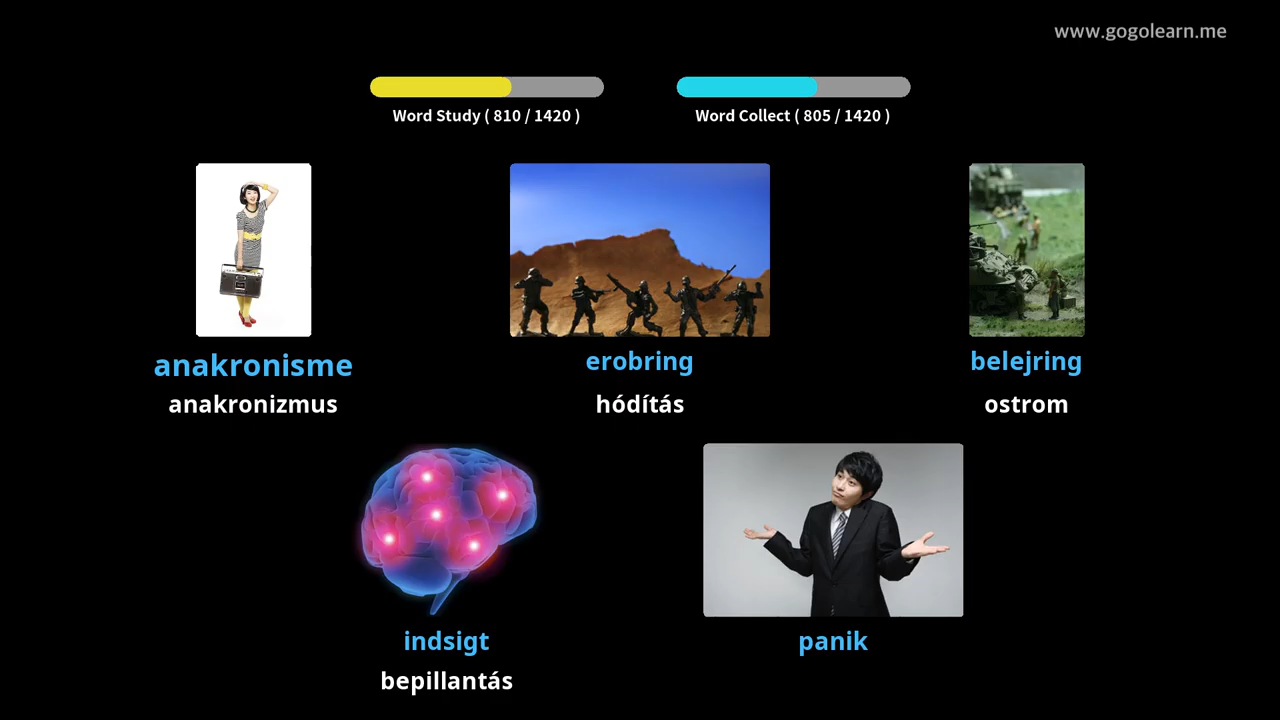 www.gogolearn.me
Word Study ( 810 / 1420 )
Word Collect ( 805 / 1420 )
anakronisme
anakronizmus
erobring
hódítás
belejring
ostrom
indsigt
bepillantás
panik